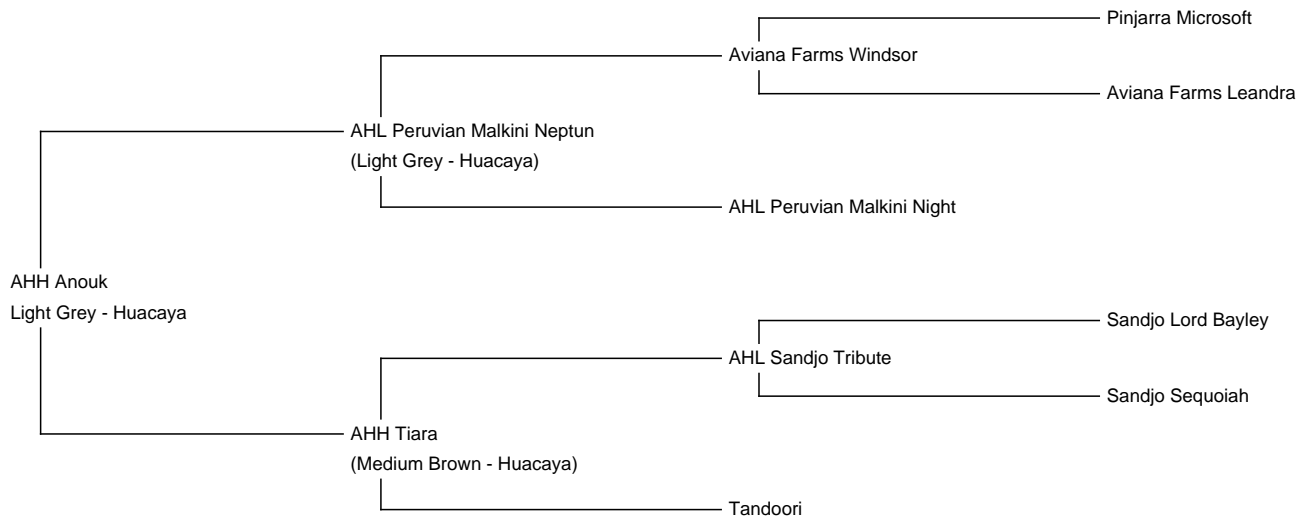 Pinjarra Microsoft
Aviana Farms Windsor
Aviana Farms Leandra
AHL Peruvian Malkini Neptun
(Light Grey - Huacaya)
AHL Peruvian Malkini Night
AHH Anouk
Light Grey - Huacaya
Sandjo Lord Bayley
AHL Sandjo Tribute
Sandjo Sequoiah
AHH Tiara
(Medium Brown - Huacaya)
Tandoori